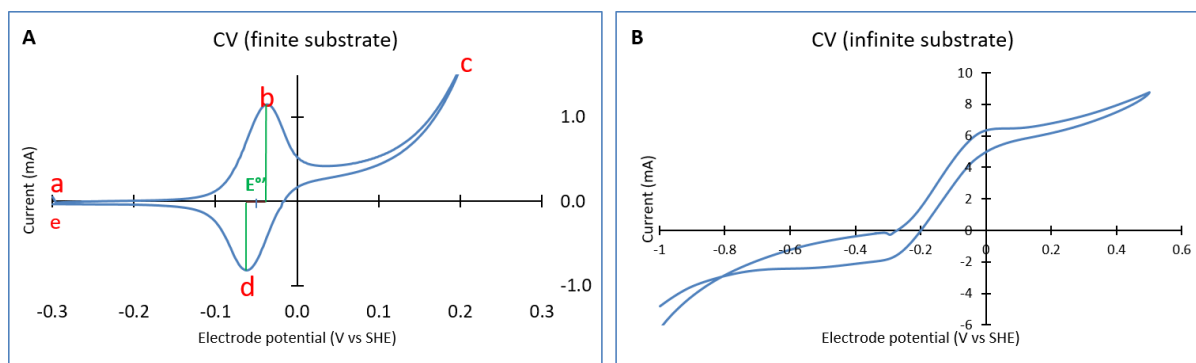 A
CV (finite substrate)
c
b
1.0
a
E°’
0.0
e
Current (mA)
d
-1.0
-0.3 -0.2 -0.1 0.0 0.1 0.2 0.3
Electrode potential (V vs SHE)
B
CV (infinite substrate)
10
8
6
4
2
0
-1 -0.8 -0.6 -0.4 -0.2 0 0.2 0.4 0.6
-2
-4
-6
Current (mA)
Electrode potential (V vs SHE)